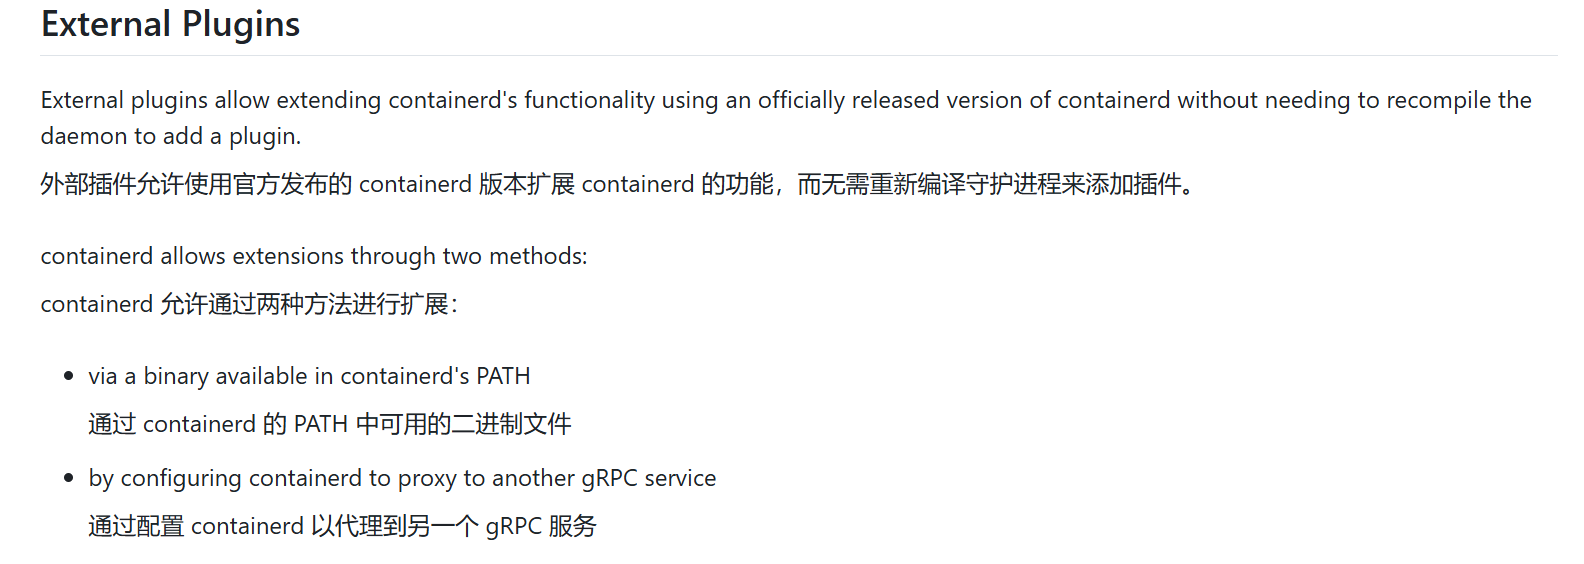 External Plugins
External plugins allow extending containerd's functionality using an officially released version of containerd without needing to recompile the
daemon to add a plugin.
外部插件允许使用官方发布的 containerd 版本扩展 containerd 的功能，而无需重新编译守护进程来添加插件。
containerd allows extensions through two methods:
containerd 允许通过两种方法进行扩展：
• via a binary available in containerd's PATH
通过 containerd 的 PATH 中可用的二进制文件
• by configuring containerd to proxy to another gRPC service
通过配置 containerd 以代理到另一个 gRPC 服务